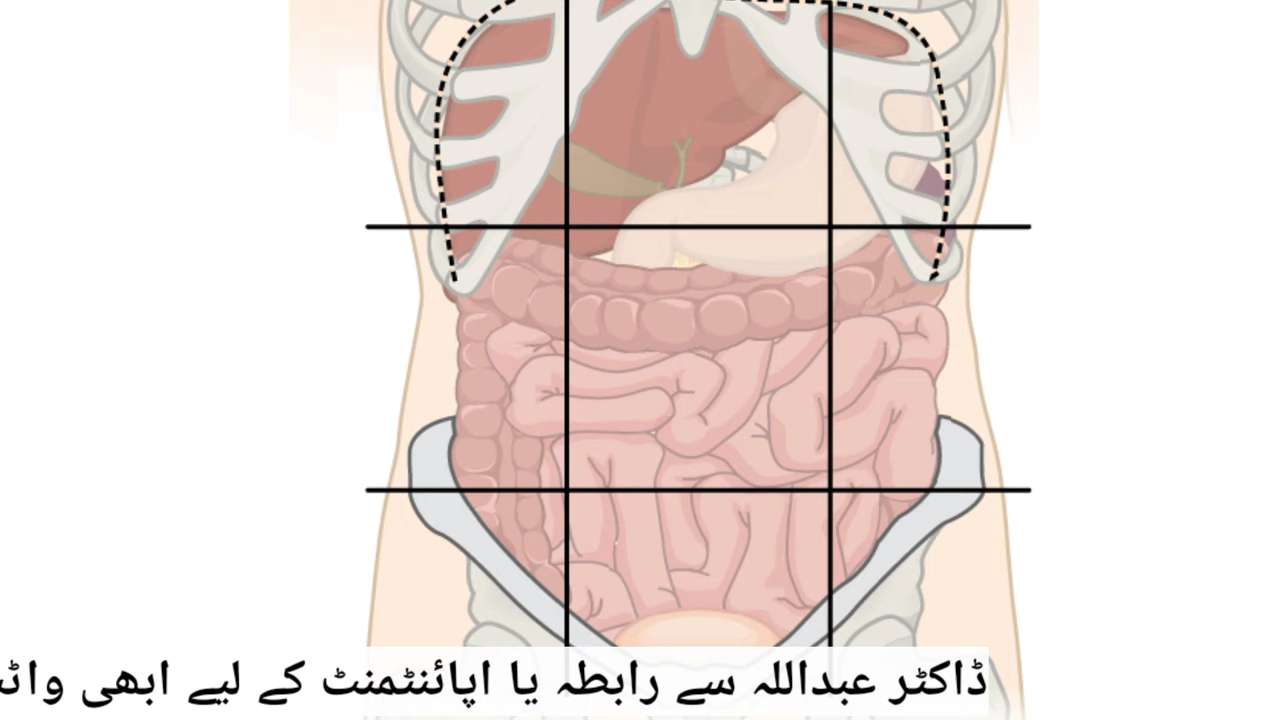 ڈاکٹر عبداللہ سے رابطہ یا اپائنٹمنٹ کے لیے ابھی